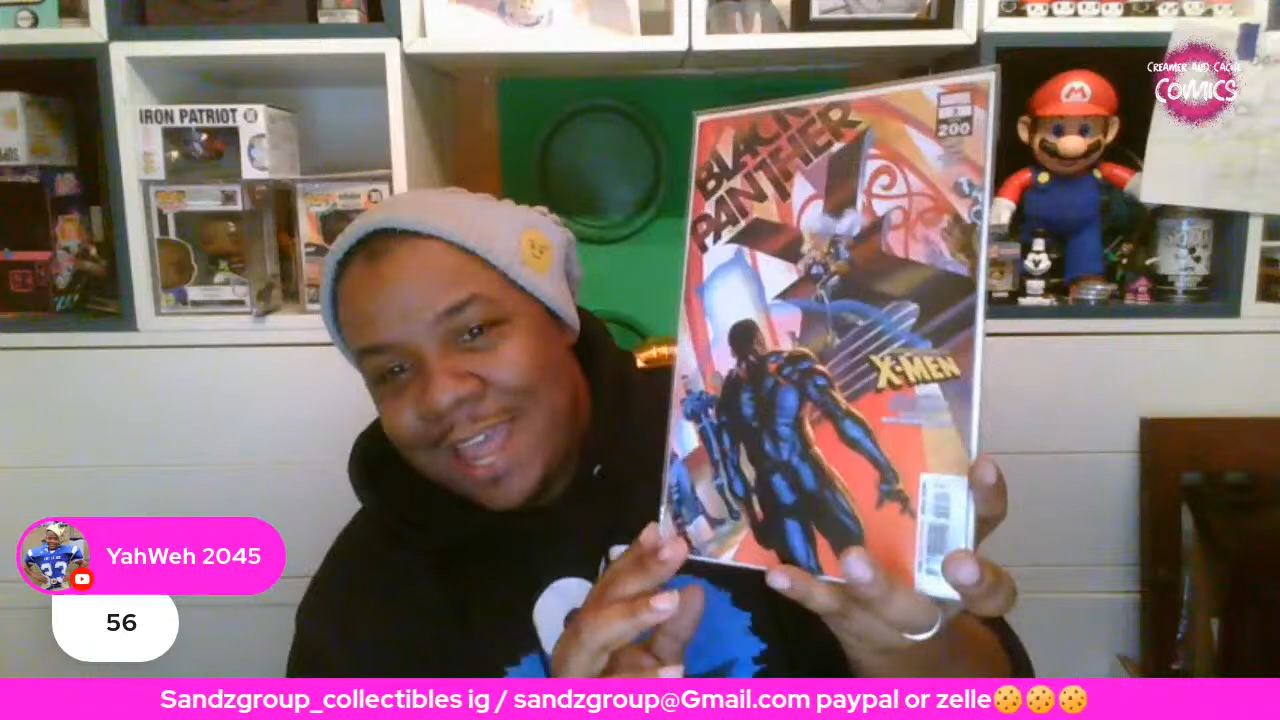 CREAMER AND CACHE
COMICS
IRON PATRIOT
BLACK
PANTHER
200
X-MEN
YahWeh 2045
56
Sandzgroup_collectibles ig / sandzgroup@Gmail.com paypal or zelle🍪🍪🍪